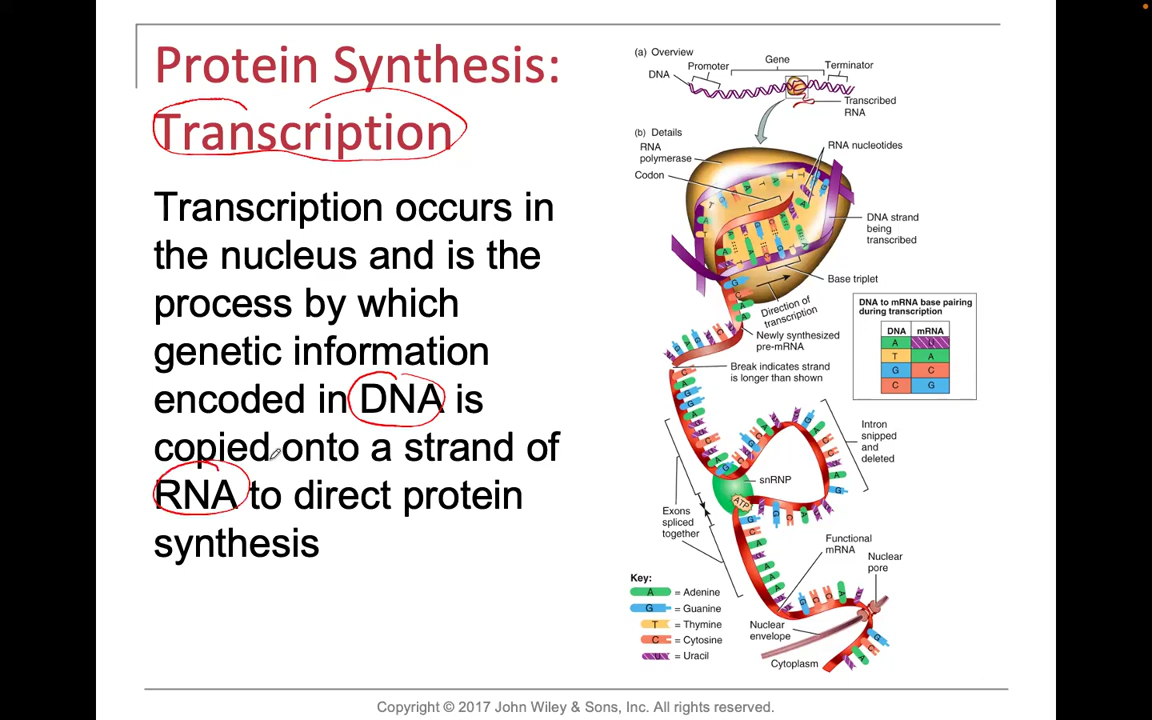 Protein Synthesis:
Transcription
Transcription occurs in
the nucleus and is the
process by which
genetic information
encoded in DNA is
copied onto a strand of
RNA to direct protein
synthesis
(a) Overview
Promoter
Gene
Terminator
DNA
Transcribed
RNA
(b) Details
RNA
polymerase
RNA nucleotides
Codon
DNA strand
being
transcribed
Base triplet
Direction of
transcription
Newly synthesized
pre-mRNA
Break indicates strand
is longer than shown
DNA to mRNA base pairing
during transcription
DNA mRNA
A U
T A
G C
C G
Intron
snipped
and
deleted
snRNP
ATP
Exons
spliced
together
Functional
mRNA
Nuclear
pore
Key:
A = Adenine
G = Guanine
T = Thymine
C = Cytosine
U = Uracil
Nuclear
envelope
Cytoplasm
Copyright © 2017 John Wiley & Sons, Inc. All rights reserved.